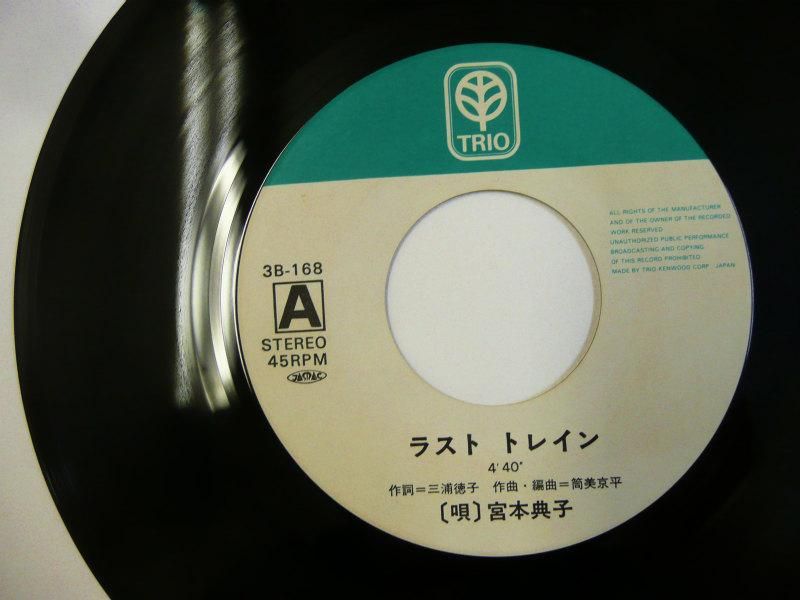 TRIO
ALL RIGHTS OF THE MANUFACTURER
AND OF THE OWNER OF THE RECORDED
WORK RESERVED
UNAUTHORIZED PUBLIC PERFORMANCE
BROADCASTING AND COPYING
OF THIS RECORD PROHIBITED
MADE BY TRIO-KENWOOD CORP. JAPAN
3B-168
A
STEREO
45RPM
JASRAC
ラスト トレイン
4'40"
作詞=三浦徳子 作曲・編曲=筒美京平
〔唄〕宮本典子